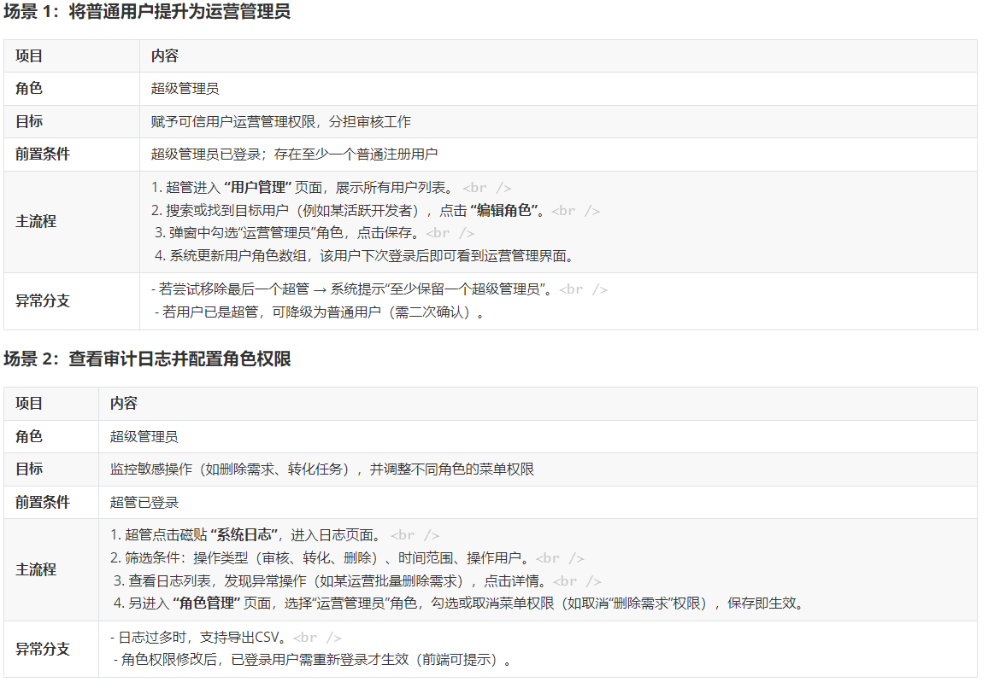 场景 1：将普通用户提升为运营管理员
项目 内容
角色 超级管理员
目标 赋予可信用户运营管理权限，分担审核工作
前置条件 超级管理员已登录；存在至少一个普通注册用户
主流程
1. 超管进入 “用户管理” 页面，展示所有用户列表。 <br />
2. 搜索或找到目标用户（例如某活跃开发者），点击 “编辑角色”。<br />
3. 弹窗中勾选“运营管理员”角色，点击保存。<br />
4. 系统更新用户角色数组，该用户下次登录后即可看到运营管理界面。
异常分支
- 若尝试移除最后一个超管 → 系统提示“至少保留一个超级管理员”。<br />
- 若用户已是超管，可降级为普通用户（需二次确认）。
场景 2：查看审计日志并配置角色权限
项目 内容
角色 超级管理员
目标 监控敏感操作（如删除需求、转化任务），并调整不同角色的菜单权限
前置条件 超管已登录
主流程
1. 超管点击磁贴 “系统日志”，进入日志页面。 <br />
2. 筛选条件：操作类型（审核、转化、删除）、时间范围、操作用户。<br />
3. 查看日志列表，发现异常操作（如某运营批量删除需求），点击详情。<br />
4. 另进入 “角色管理” 页面，选择“运营管理员”角色，勾选或取消菜单权限（如取消“删除需求”权限），保存即生效。
异常分支
- 日志过多时，支持导出CSV。<br />
- 角色权限修改后，已登录用户需重新登录才生效（前端可提示）。